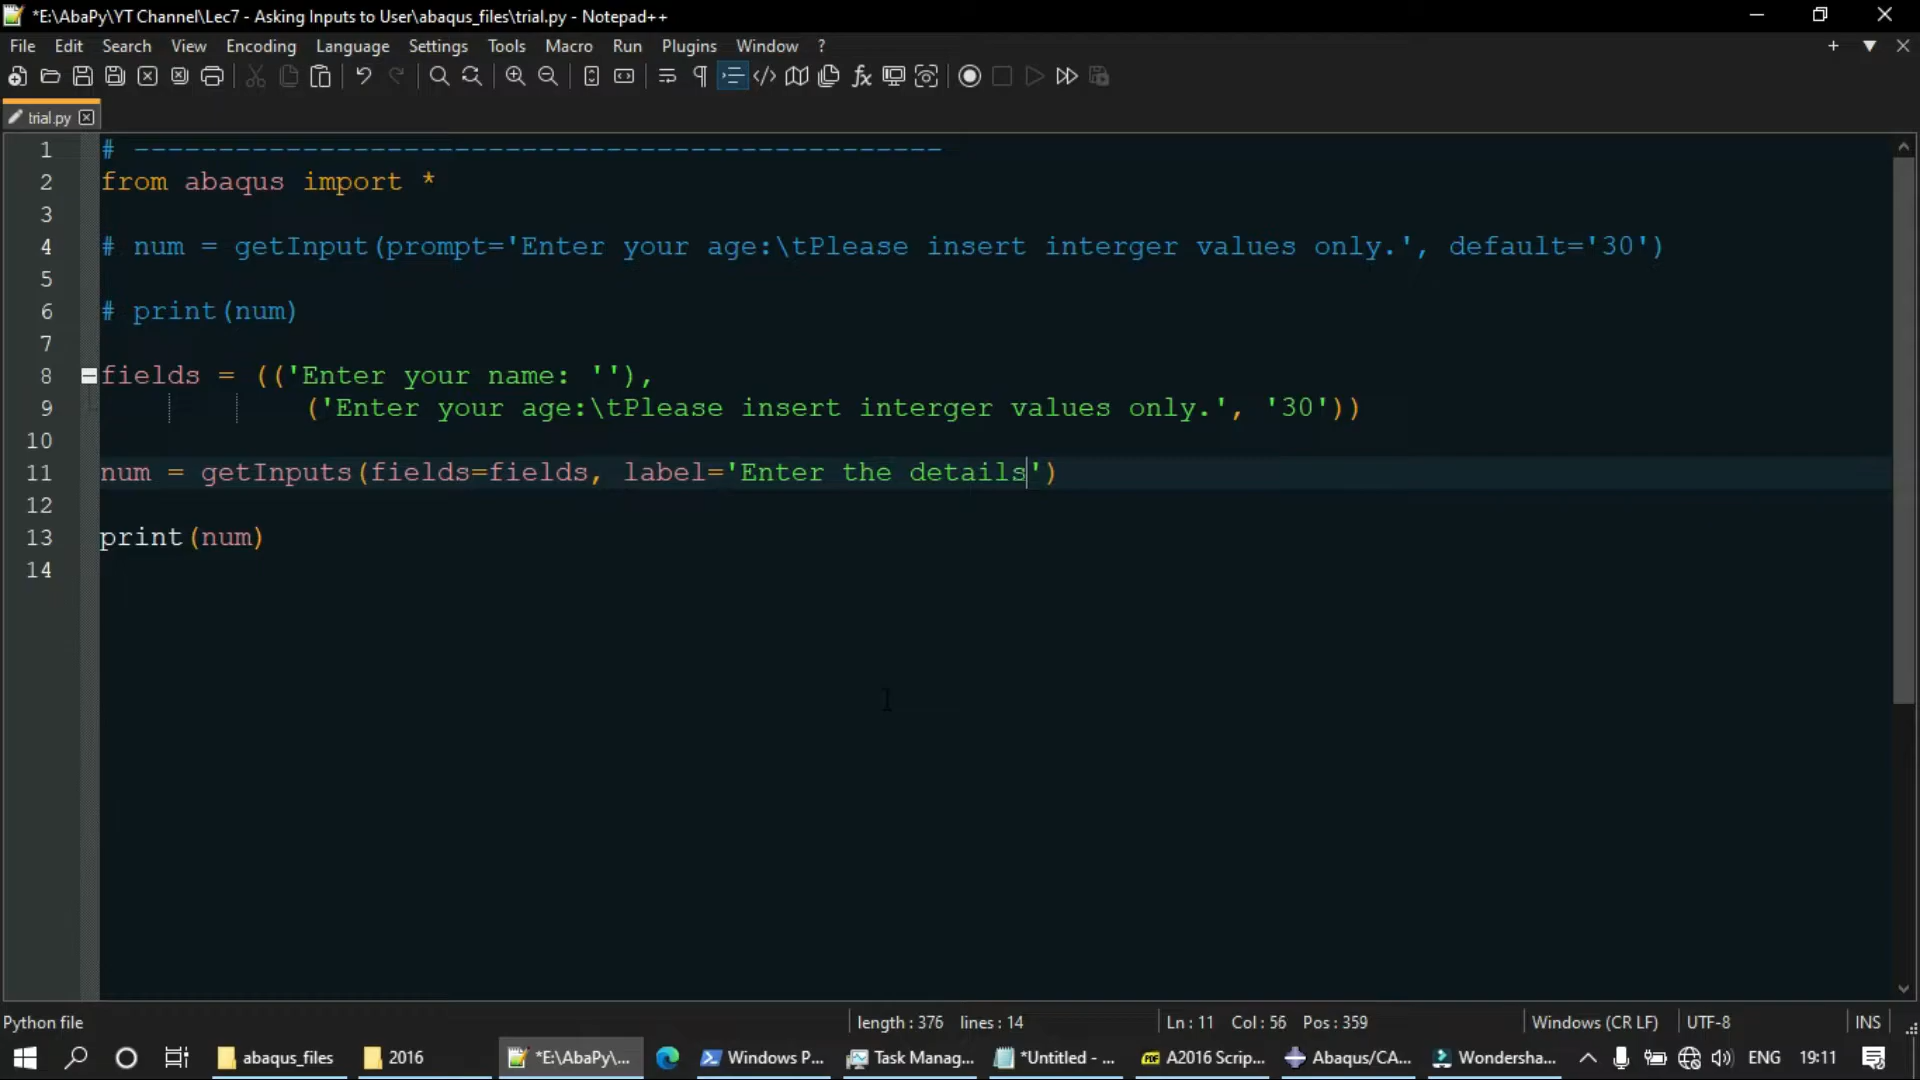 *E:\AbaPy\YT Channel\Lec7 - Asking Inputs to User\abaqus_files\trial.py - Notepad++
File Edit Search View Encoding Language Settings Tools Macro Run Plugins Window ?
trial.py
1 # ------------------------------------------------
2 from abaqus import *
3
4 # num = getInput(prompt='Enter your age:\tPlease insert interger values only.', default='30')
5
6 # print(num)
7
8 fields = (('Enter your name: ''),
9 ('Enter your age:\tPlease insert interger values only.', '30'))
10
11 num = getInputs(fields=fields, label='Enter the details')
12
13 print(num)
14
Python file length : 376 lines : 14 Ln : 11 Col : 56 Pos : 359 Windows (CR LF) UTF-8 INS
abaqus_files 2016 *E:\AbaPy\... Windows P... Task Manag... *Untitled - ... A2016 Scrip... Abaqus/CA... Wondersha... ENG 19:11